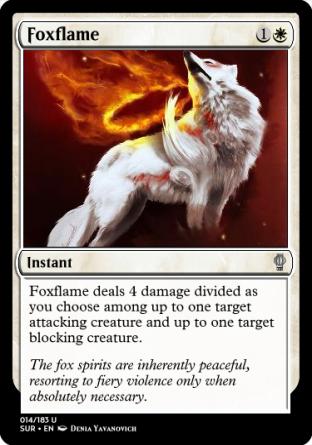 Foxflame 1
Instant
Foxflame deals 4 damage divided as
you choose among up to one target
attacking creature and up to one target
blocking creature.
The fox spirits are inherently peaceful,
resorting to fiery violence only when
absolutely necessary.
014/183 U
SUR • EN Denia Yavanovich